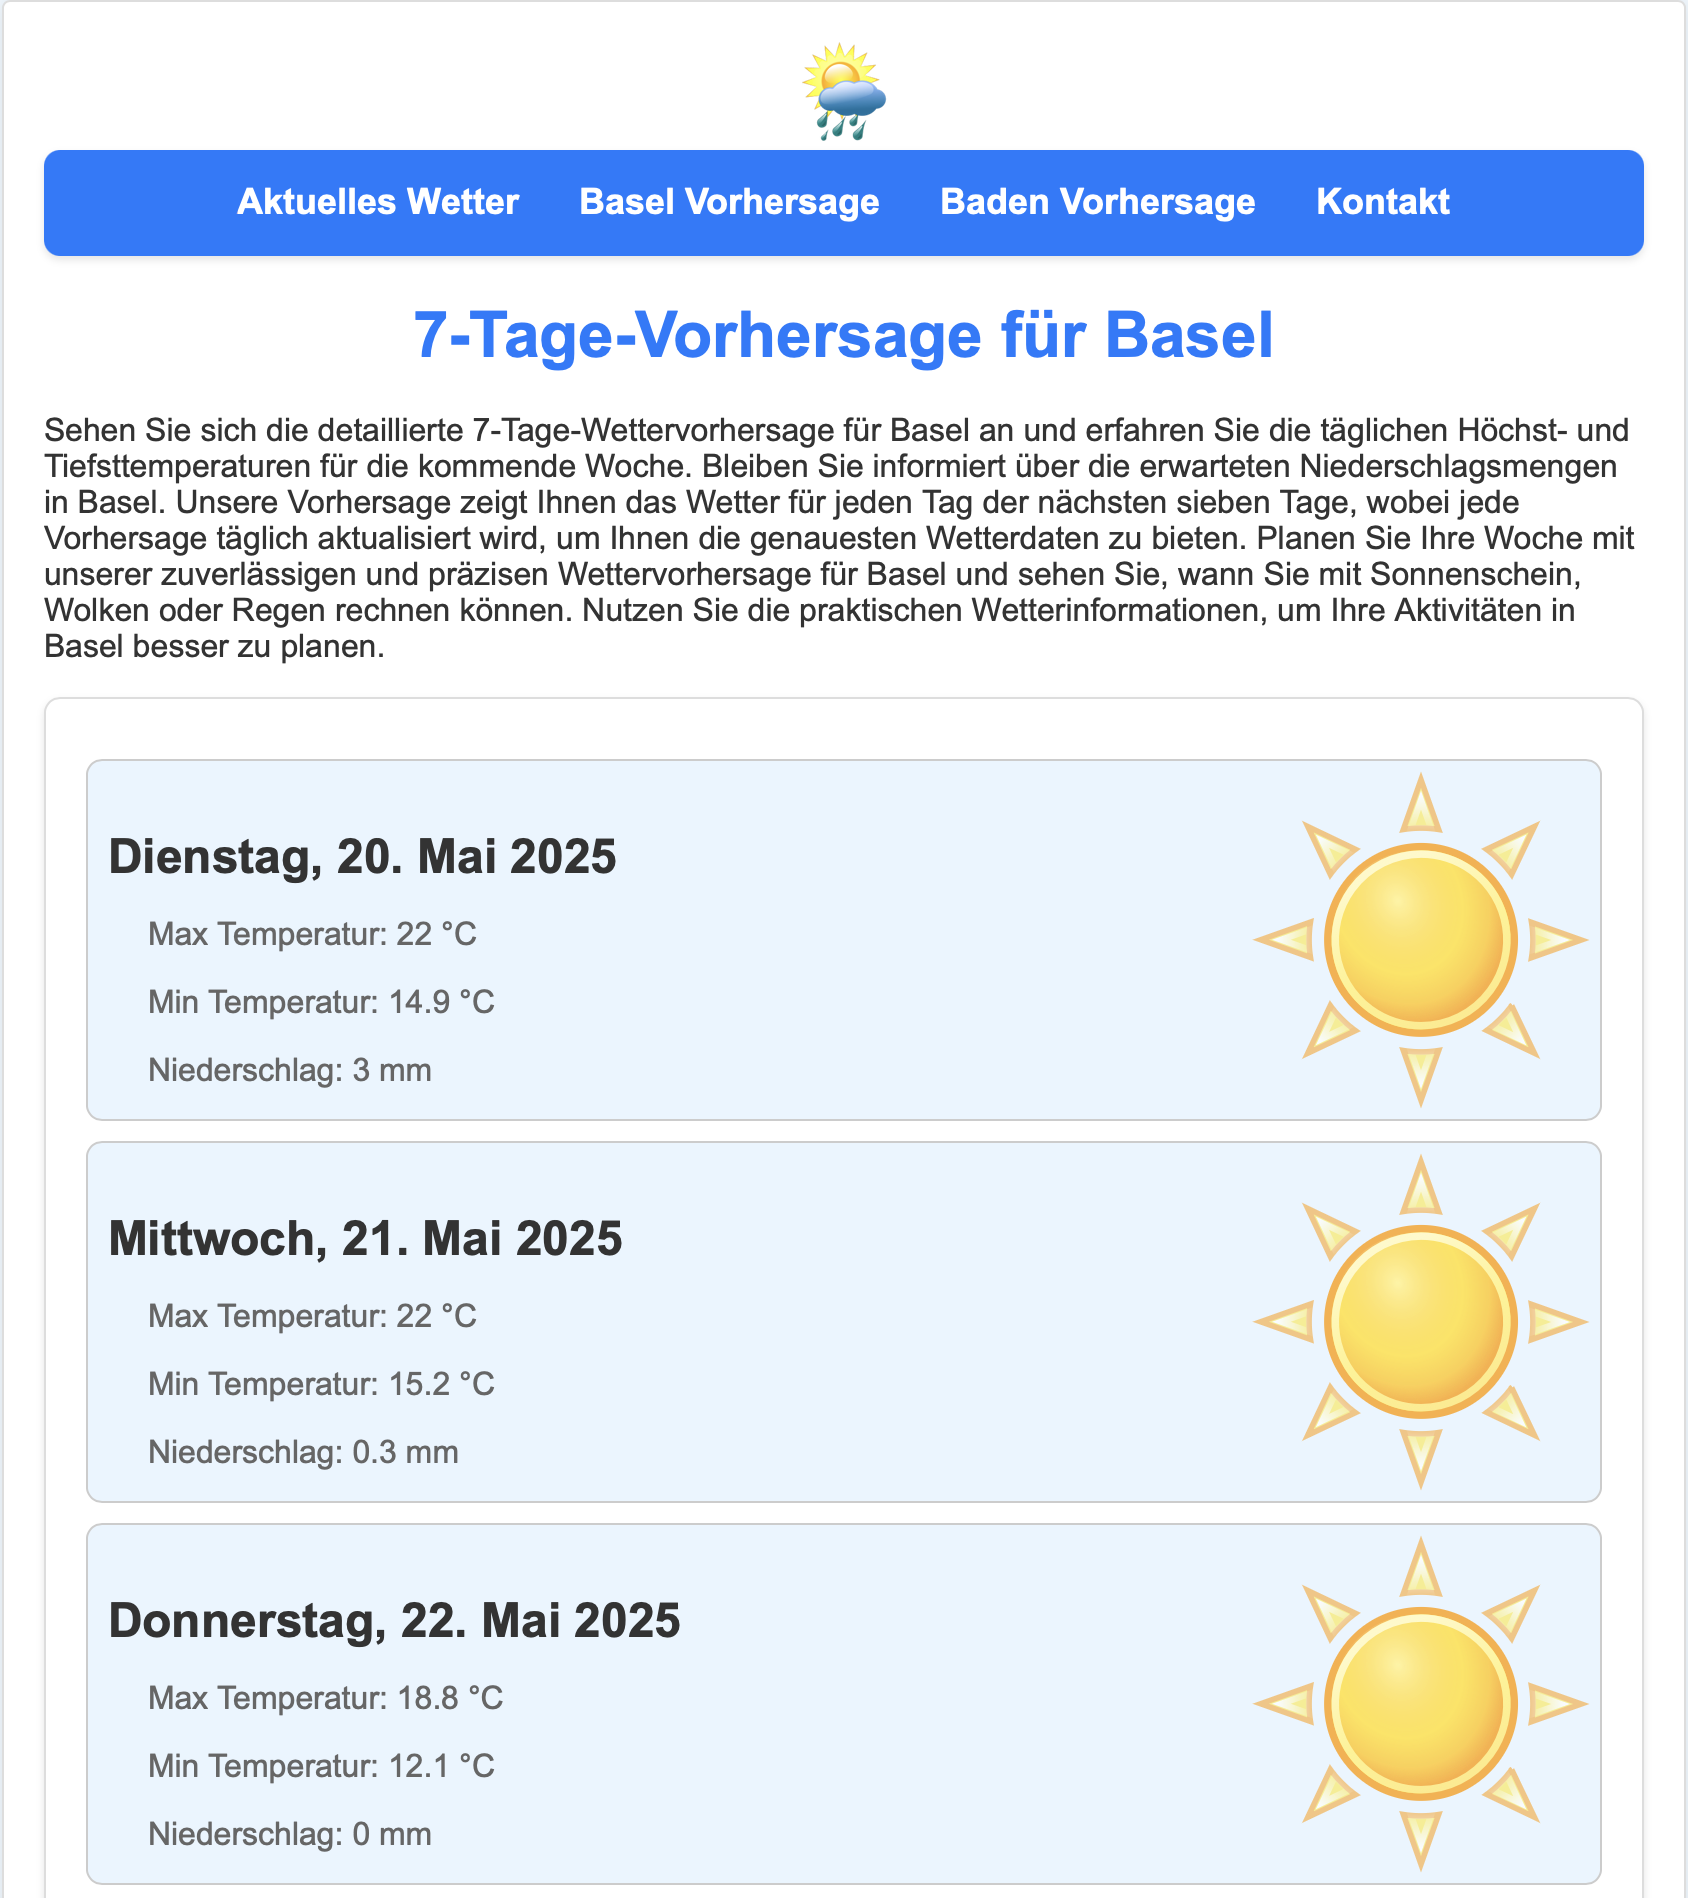 Aktuelles Wetter Basel Vorhersage Baden Vorhersage Kontakt
7-Tage-Vorhersage für Basel
Sehen Sie sich die detaillierte 7-Tage-Wettervorhersage für Basel an und erfahren Sie die täglichen Höchst- und
Tiefsttemperaturen für die kommende Woche. Bleiben Sie informiert über die erwarteten Niederschlagsmengen
in Basel. Unsere Vorhersage zeigt Ihnen das Wetter für jeden Tag der nächsten sieben Tage, wobei jede
Vorhersage täglich aktualisiert wird, um Ihnen die genauesten Wetterdaten zu bieten. Planen Sie Ihre Woche mit
unserer zuverlässigen und präzisen Wettervorhersage für Basel und sehen Sie, wann Sie mit Sonnenschein,
Wolken oder Regen rechnen können. Nutzen Sie die praktischen Wetterinformationen, um Ihre Aktivitäten in
Basel besser zu planen.
Dienstag, 20. Mai 2025
Max Temperatur: 22 °C
Min Temperatur: 14.9 °C
Niederschlag: 3 mm
Mittwoch, 21. Mai 2025
Max Temperatur: 22 °C
Min Temperatur: 15.2 °C
Niederschlag: 0.3 mm
Donnerstag, 22. Mai 2025
Max Temperatur: 18.8 °C
Min Temperatur: 12.1 °C
Niederschlag: 0 mm